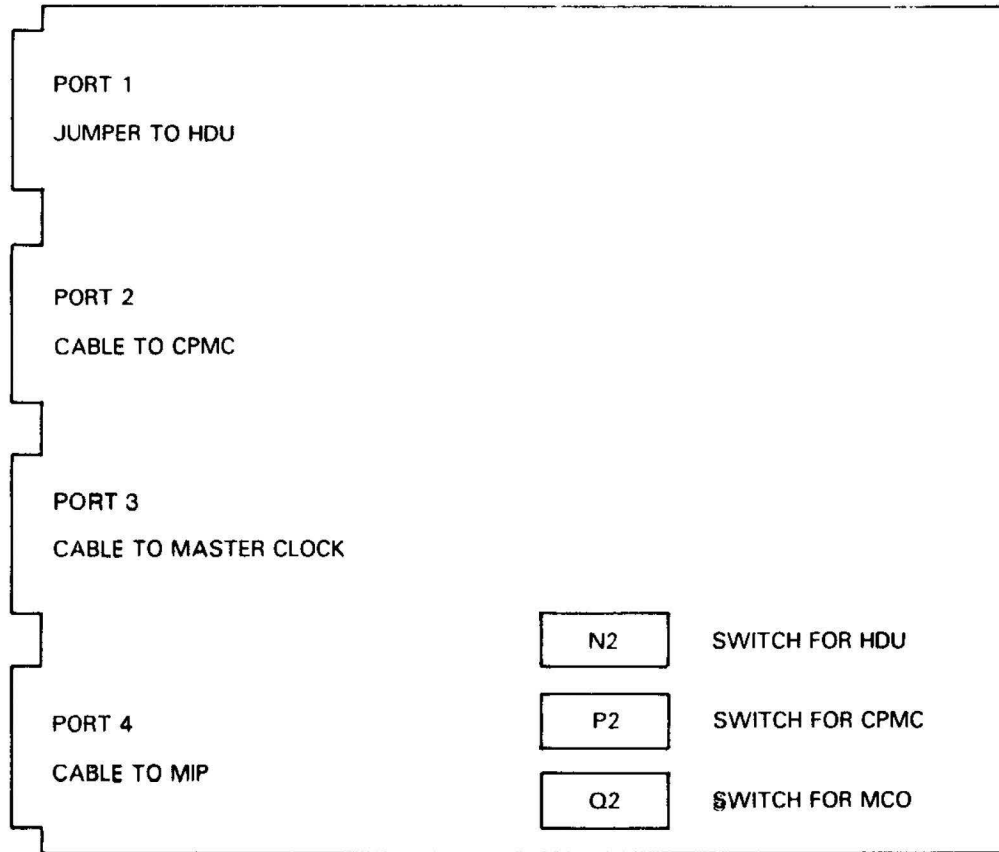 PORT 1
JUMPER TO HDU
PORT 2
CABLE TO CPMC
PORT 3
CABLE TO MASTER CLOCK
PORT 4
CABLE TO MIP
N2 SWITCH FOR HDU
P2 SWITCH FOR CPMC
Q2 SWITCH FOR MCO